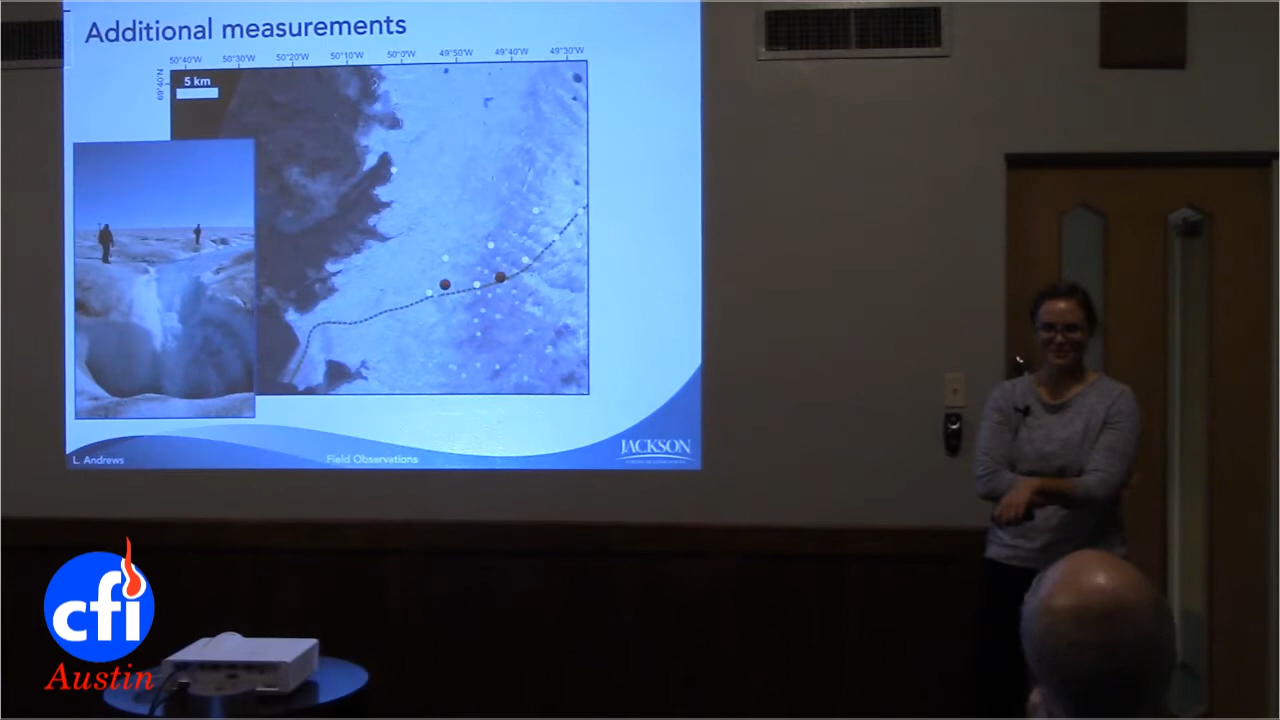 Additional measurements
50°40'W 50°30'W 50°20'W 50°10'W 50°0'W 49°50'W 49°40'W 49°30'W
69°40'N
5 km
L. Andrews
Field Observations
JACKSON
cfi
Austin